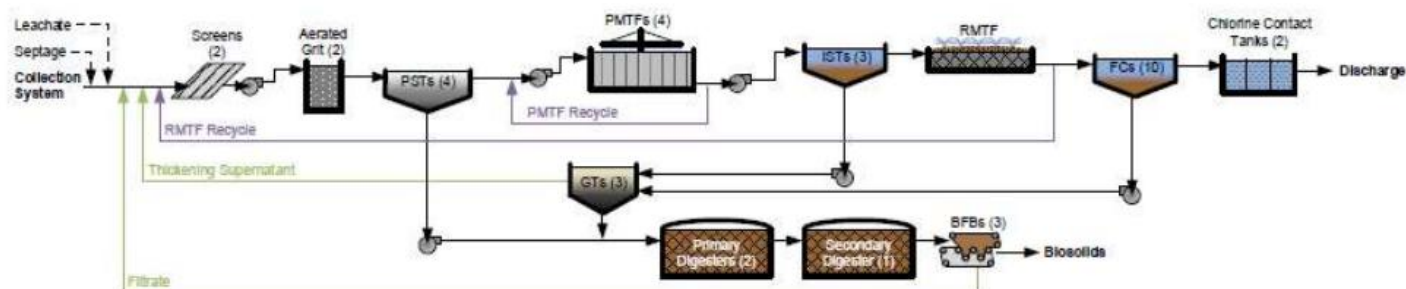 Leachate
Septage
Collection
System
Screens
(2)
Aerated
Grit (2)
PSTs (4)
PMTFs (4)
PMTF Recycle
ISTs (3)
RMTF
FCs (10)
Chlorine Contact
Tanks (2)
Discharge
RMTF Recycle
Thickening Supernatant
GTs (3)
Primary
Digesters (2)
Secondary
Digester (1)
BFBs (3)
Biosolids
Filtrate